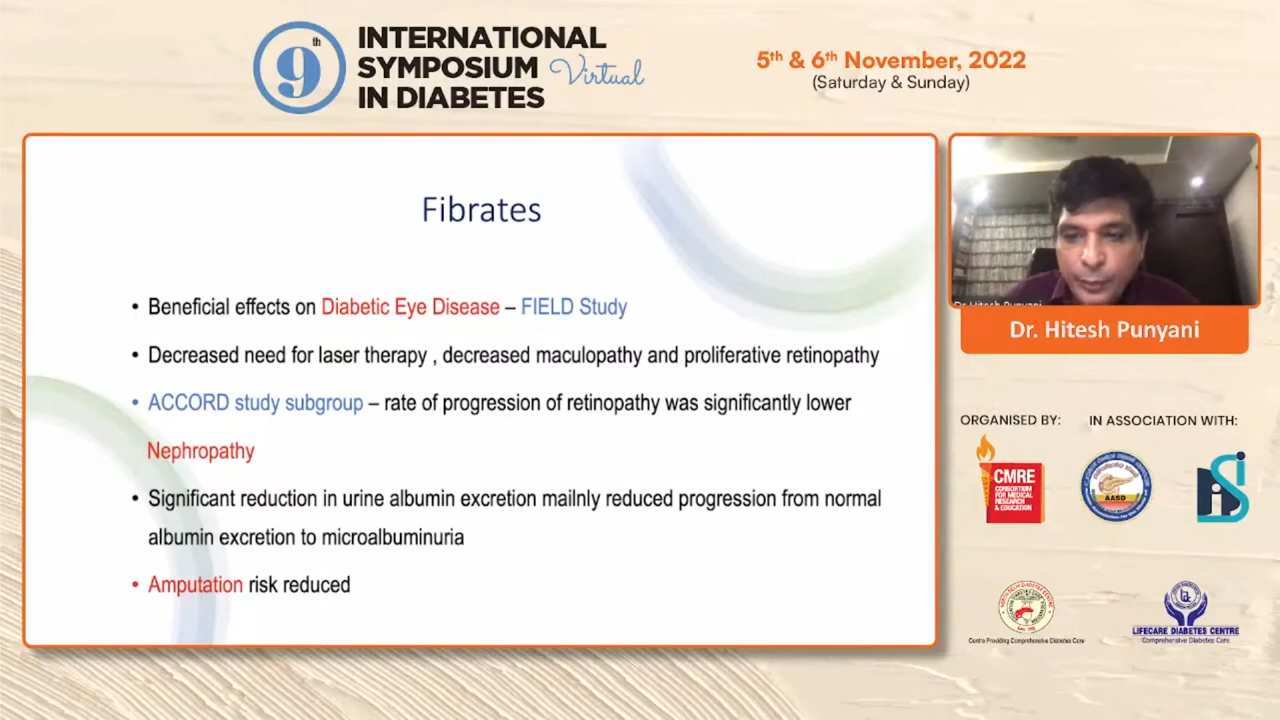 9th
INTERNATIONAL
SYMPOSIUM Virtual
IN DIABETES
5th & 6th November, 2022
(Saturday & Sunday)
Fibrates
• Beneficial effects on Diabetic Eye Disease – FIELD Study
• Decreased need for laser therapy , decreased maculopathy and proliferative retinopathy
• ACCORD study subgroup – rate of progression of retinopathy was significantly lower
Nephropathy
• Significant reduction in urine albumin excretion mailnly reduced progression from normal
albumin excretion to microalbuminuria
• Amputation risk reduced
Dr. Hitesh Punyani
Dr. Hitesh Punyani
ORGANISED BY:
IN ASSOCIATION WITH:
CMRE
CONSORTIUM
FOR MEDICAL
RESEARCH
& EDUCATION
AASD
Centre Providing Comprehensive Diabetes Care
LIFECARE DIABETES CENTRE
Comprehensive Diabetes Care